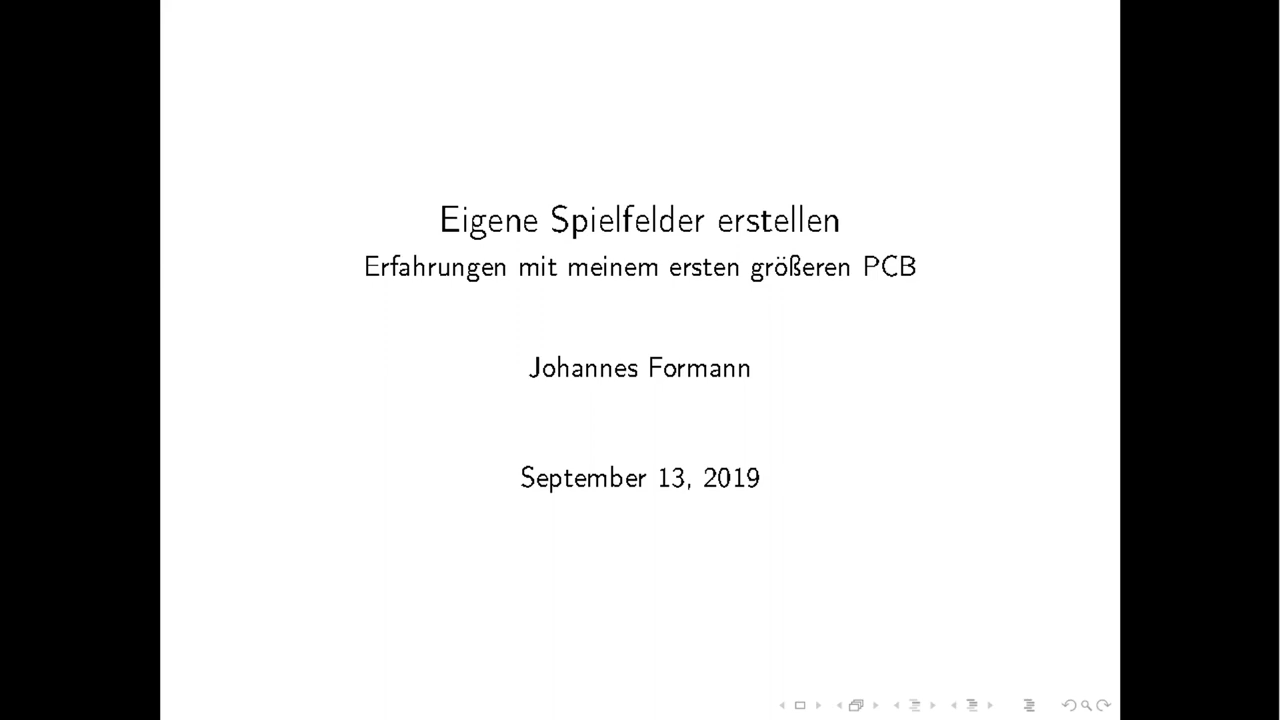 Eigene Spielfelder erstellen
Erfahrungen mit meinem ersten größeren PCB
Johannes Formann
September 13, 2019